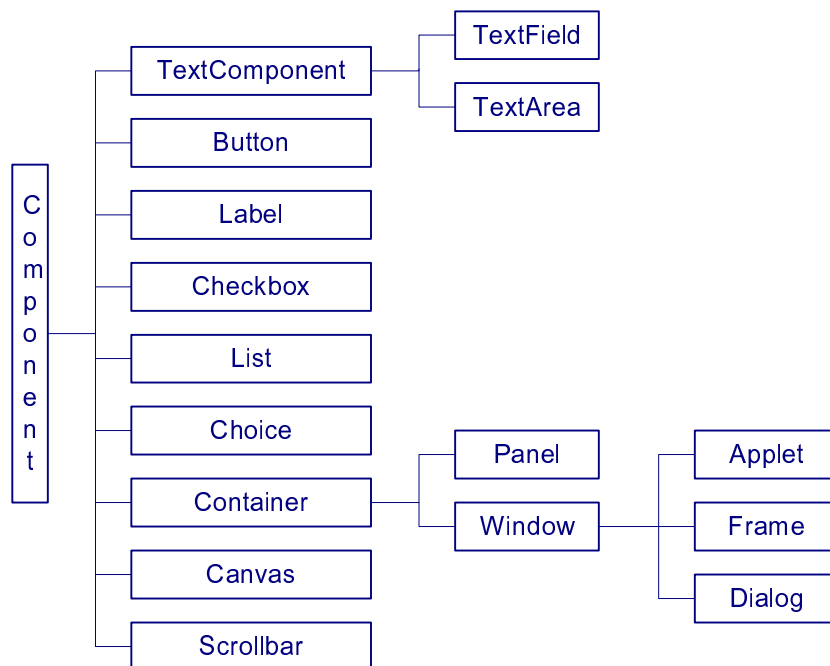 Component
TextComponent
TextField
TextArea
Button
Label
Checkbox
List
Choice
Container
Panel
Window
Applet
Frame
Dialog
Canvas
Scrollbar